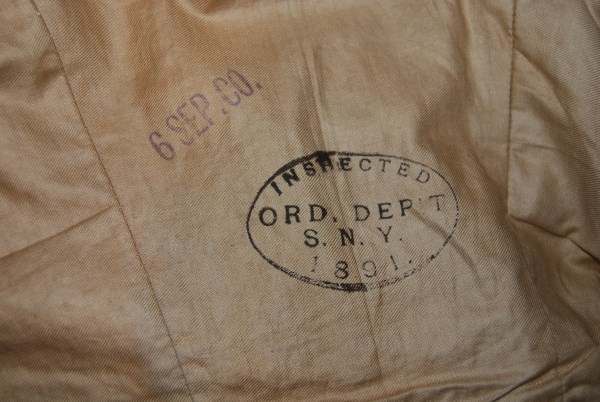 6 SEP. CO.
INSPECTED
ORD. DEP'T
S. N. Y.
1891.